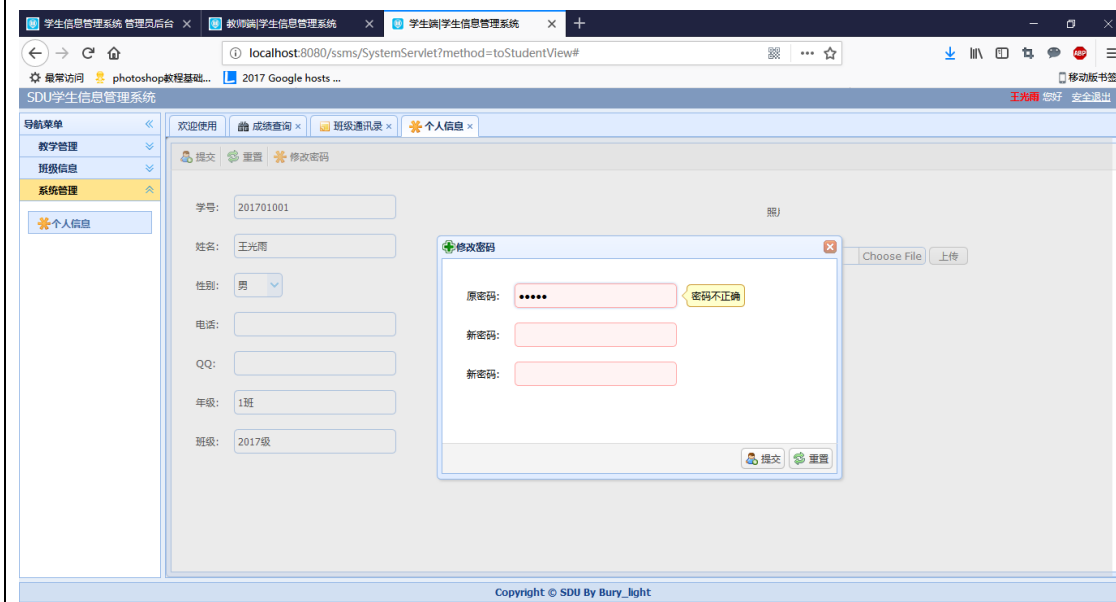 学生信息管理系统 管理员后台
教师端|学生信息管理系统
学生端|学生信息管理系统
localhost:8080/ssms/SystemServlet?method=toStudentView#
ABP
最常访问 photoshop教程基础... 2017 Google hosts ... 移动版书签
SDU学生信息管理系统 王光雨 您好 安全退出
导航菜单
教学管理
班级信息
系统管理
个人信息
欢迎使用 成绩查询 班级通讯录 个人信息
提交 重置 修改密码
学号: 201701001
照片
姓名: 王光雨
Choose File 上传
性别: 男
电话:
QQ:
年级: 1班
班级: 2017级
修改密码
原密码: ••••• 密码不正确
新密码:
新密码:
提交 重置
Copyright © SDU By Bury_light